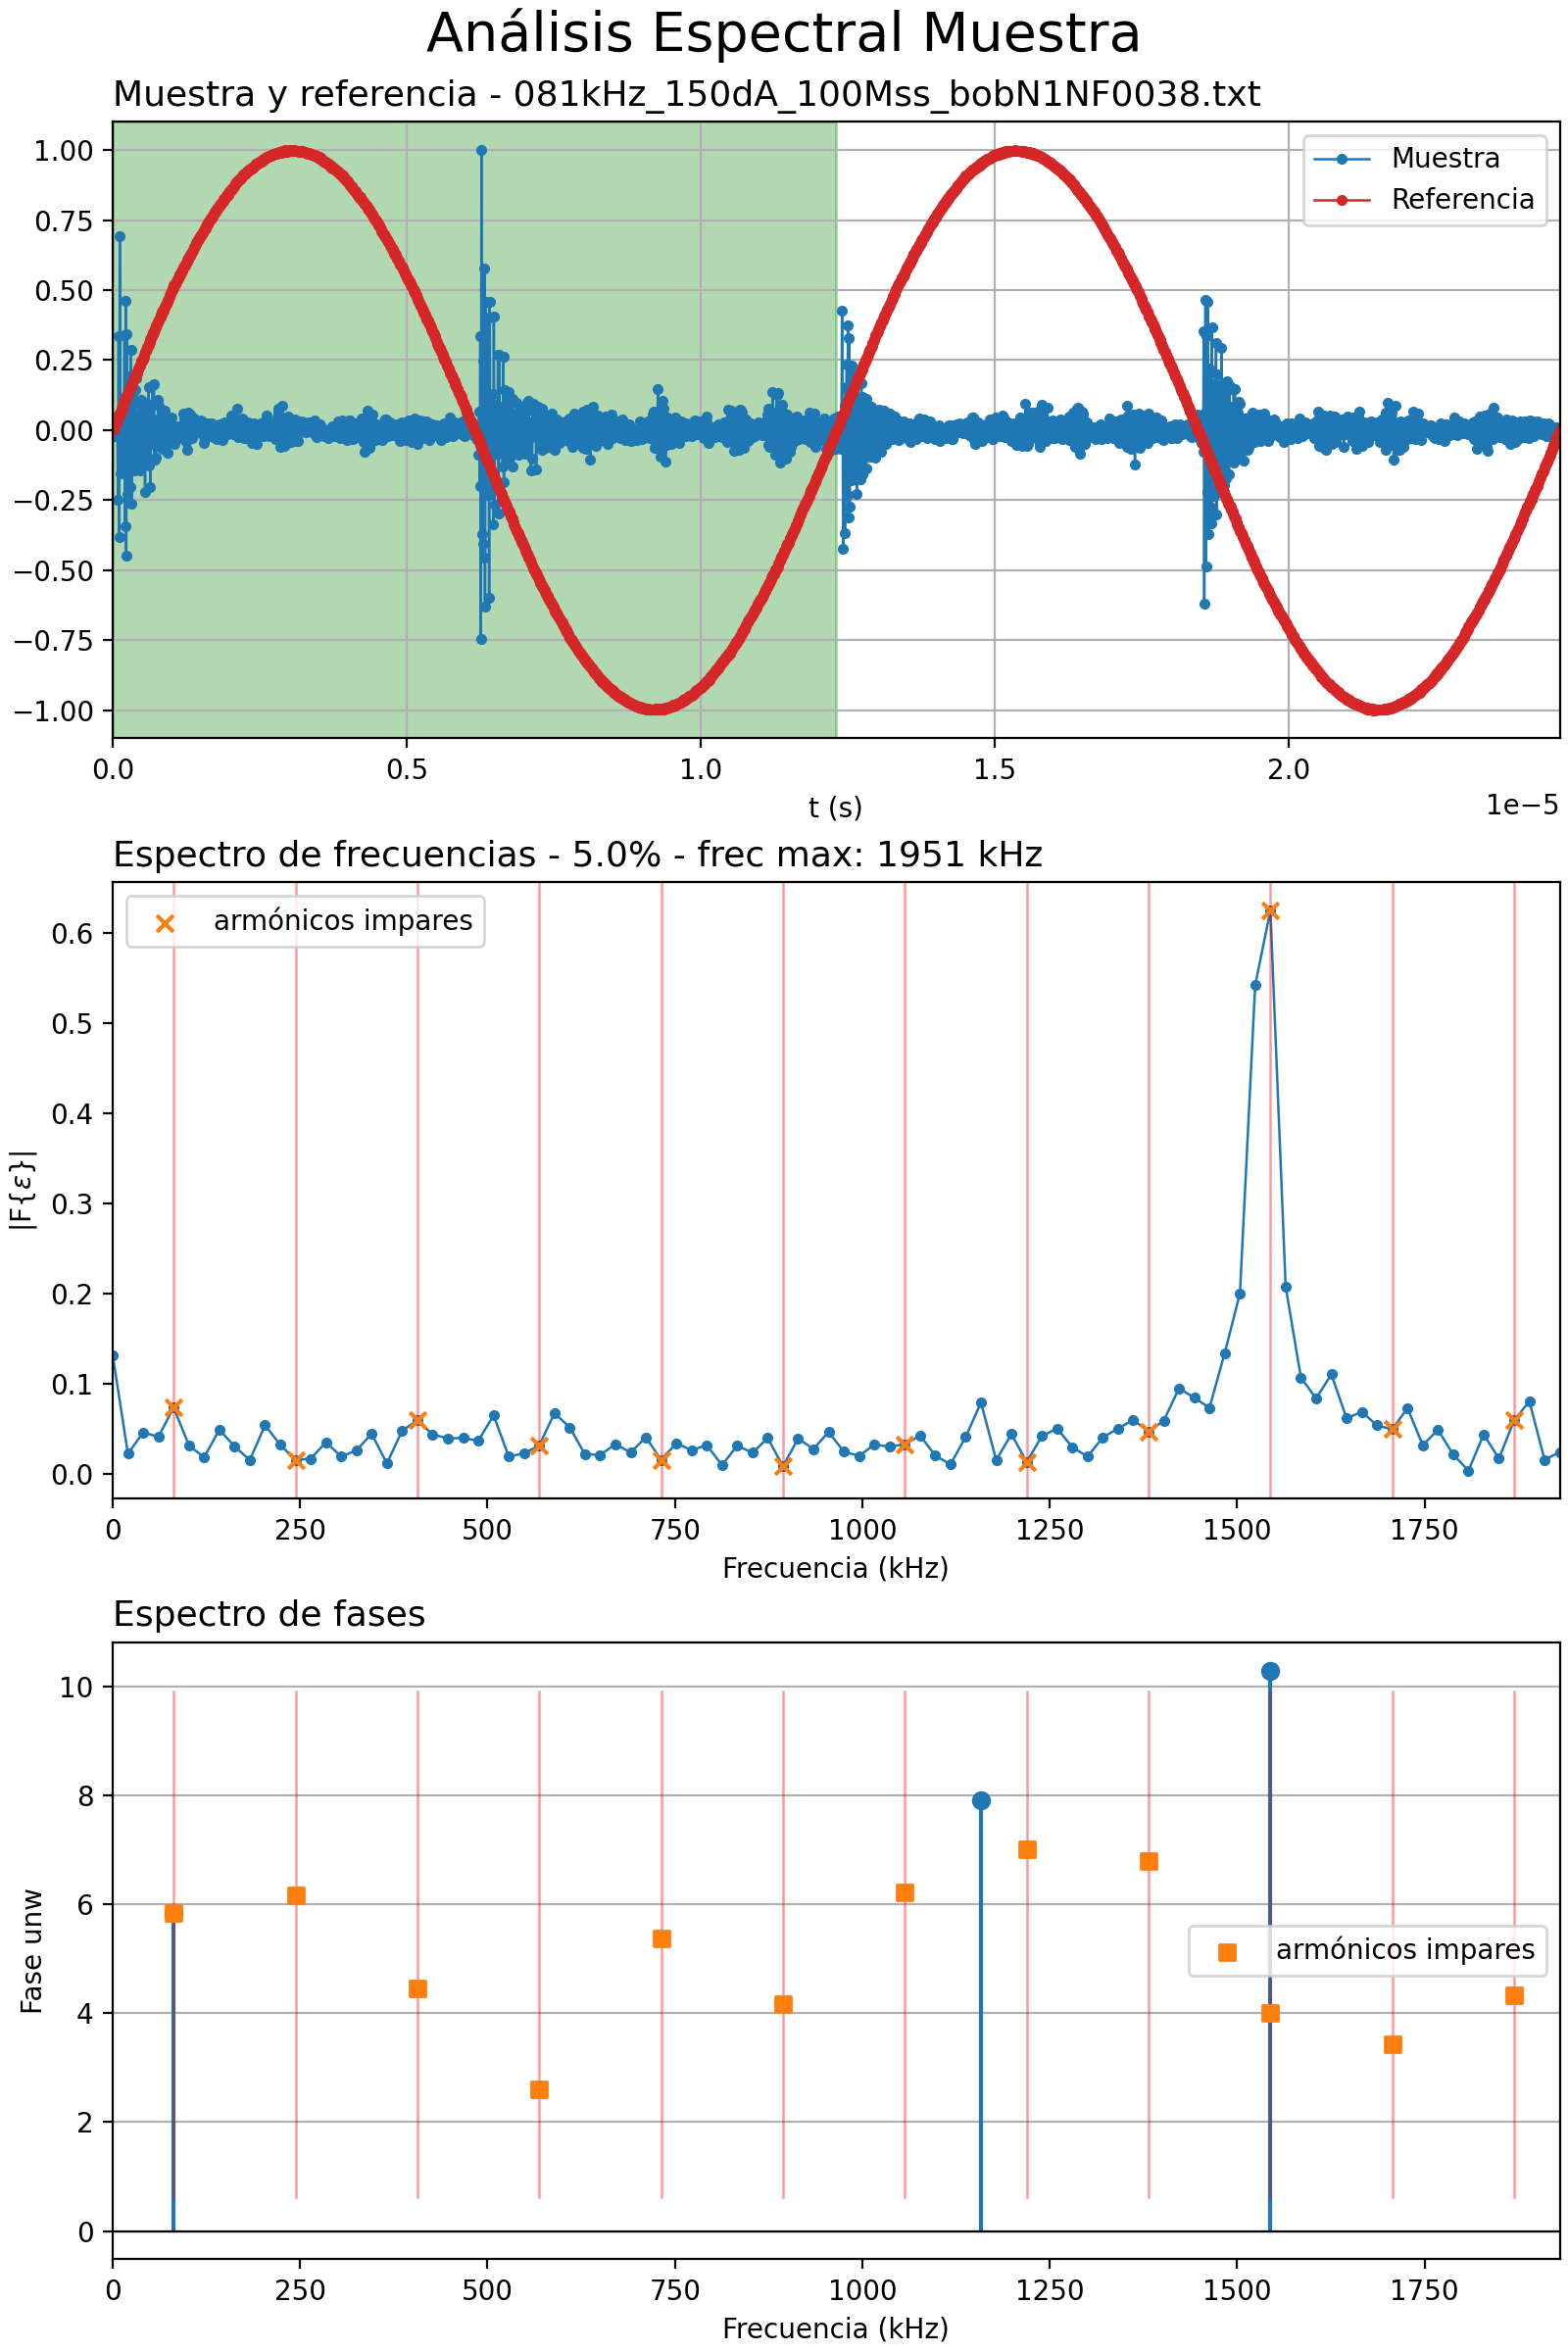 Análisis Espectral Muestra
Muestra y referencia - 081kHz_150dA_100Mss_bobN1NF0038.txt
1.00
0.75
0.50
0.25
0.00
−0.25
−0.50
−0.75
−1.00
Muestra
Referencia
0.0 0.5 1.0 1.5 2.0
1e−5
t (s)
Espectro de frecuencias - 5.0% - frec max: 1951 kHz
armónicos impares
0.6
0.5
0.4
0.3
0.2
0.1
0.0
|F{ε}|
0 250 500 750 1000 1250 1500 1750
Frecuencia (kHz)
Espectro de fases
10
8
6
4
2
0
Fase unw
armónicos impares
0 250 500 750 1000 1250 1500 1750
Frecuencia (kHz)